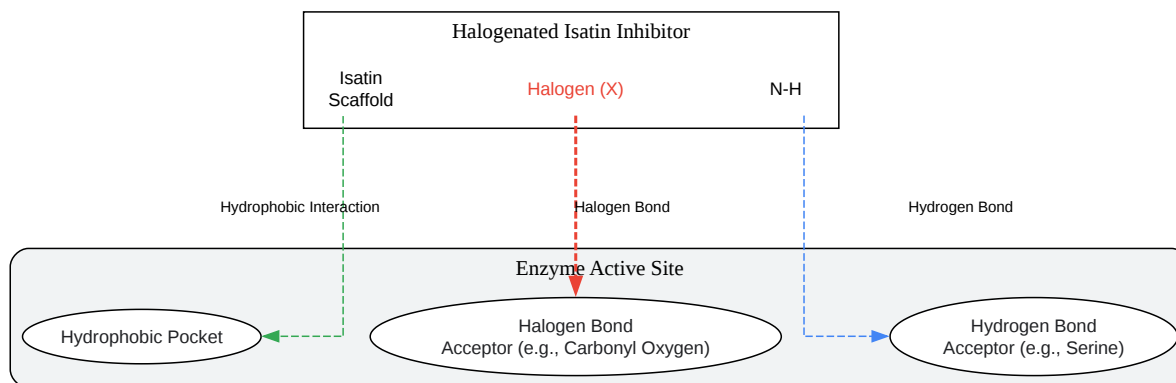 Halogenated Isatin Inhibitor
Isatin
Scaffold
Halogen (X)
N-H
Hydrophobic Interaction
Halogen Bond
Hydrogen Bond
Enzyme Active Site
Hydrophobic Pocket
Halogen Bond
Acceptor (e.g., Carbonyl Oxygen)
Hydrogen Bond
Acceptor (e.g., Serine)